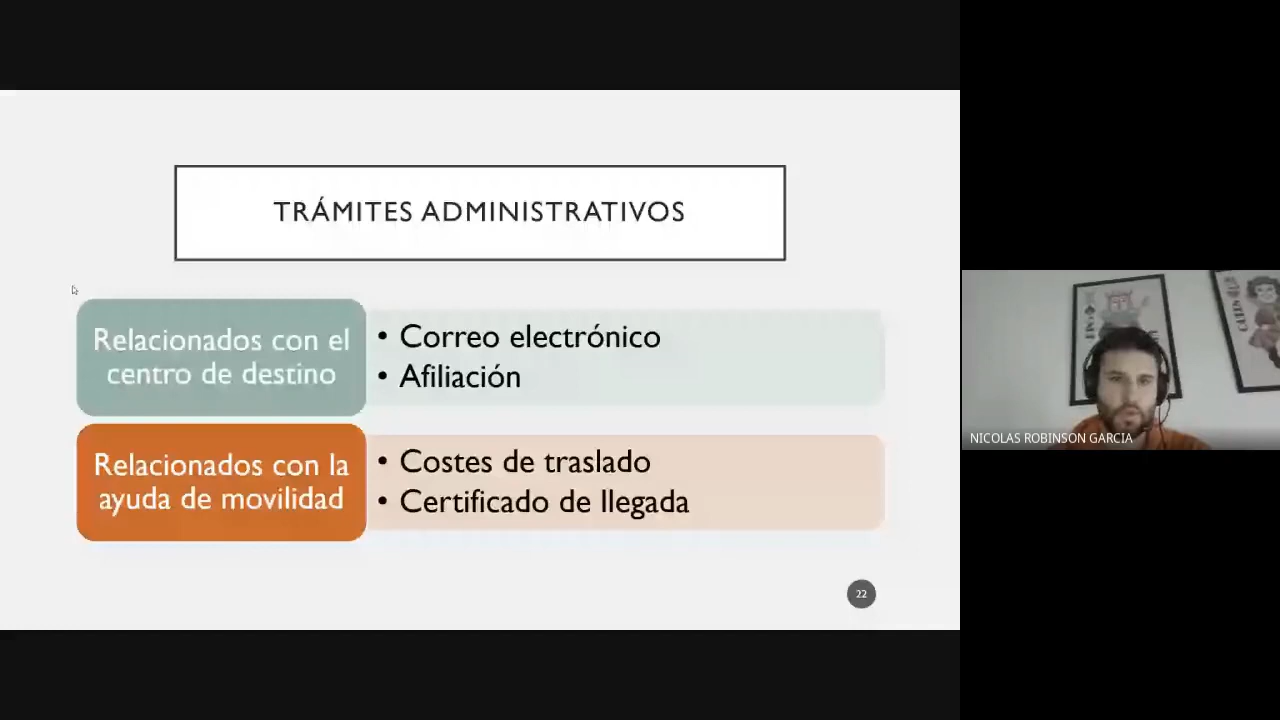 TRÁMITES ADMINISTRATIVOS
Relacionados con el
centro de destino
• Correo electrónico
• Afiliación
Relacionados con la
ayuda de movilidad
• Costes de traslado
• Certificado de llegada
22
NICOLAS ROBINSON GARCIA